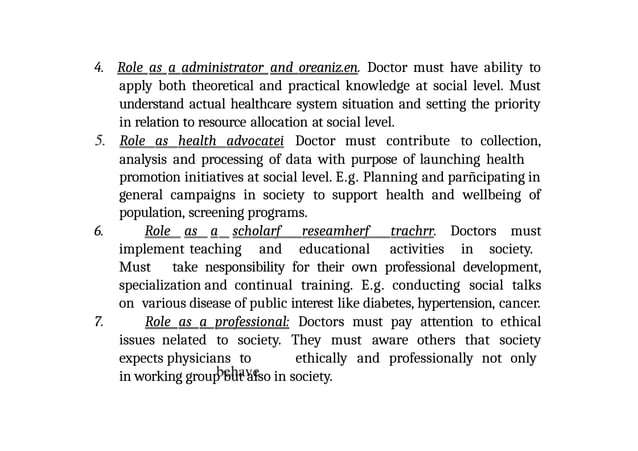 4. Role as a administrator and oreaniz.en. Doctor must have ability to
apply both theoretical and practical knowledge at social level. Must
understand actual healthcare system situation and setting the priority
in relation to resource allocation at social level.
5. Role as health advocatei Doctor must contribute to collection,
analysis and processing of data with purpose of launching health
promotion initiatives at social level. E.g. Planning and parñcipating in
general campaigns in society to support health and wellbeing of
population, screening programs.
6. Role as a scholarf reseamherf trachrr. Doctors must
implement teaching and educational activities in society.
Must take nesponsibility for their own professional development,
specialization and continual training. E.g. conducting social talks
on various disease of public interest like diabetes, hypertension, cancer.
7. Role as a professional: Doctors must pay attention to ethical
issues nelated to society. They must aware others that society
expects physicians to behave ethically and professionally not only
in working group but also in society.